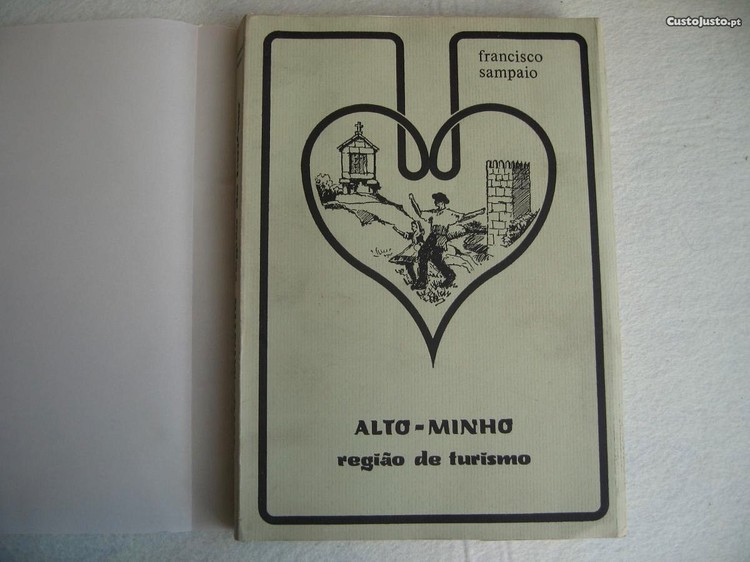 CustoJusto.pt
francisco
sampaio
ALTO-MINHO
região de turismo